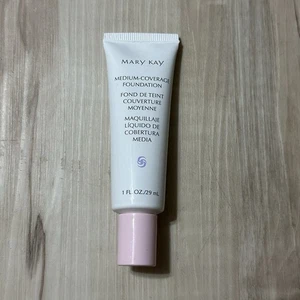 MARY KAY
MEDIUM-COVERAGE
FOUNDATION
FOND DE TEINT
COUVERTURE
MOYENNE
MAQUILLAJE
LÍQUIDO DE
COBERTURA
MEDIA
1 FL. OZ./29 mL